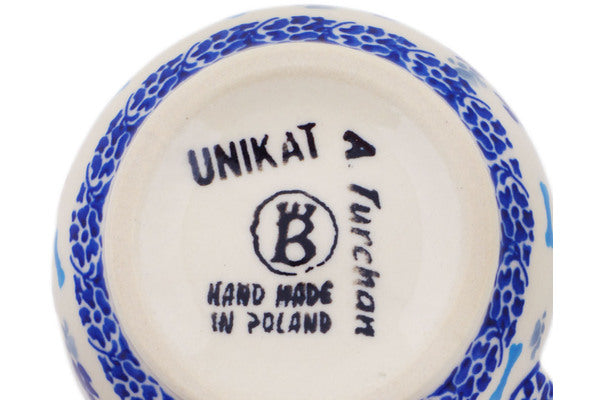 UNIKAT
A. Turchan
B
HAND MADE
IN POLAND